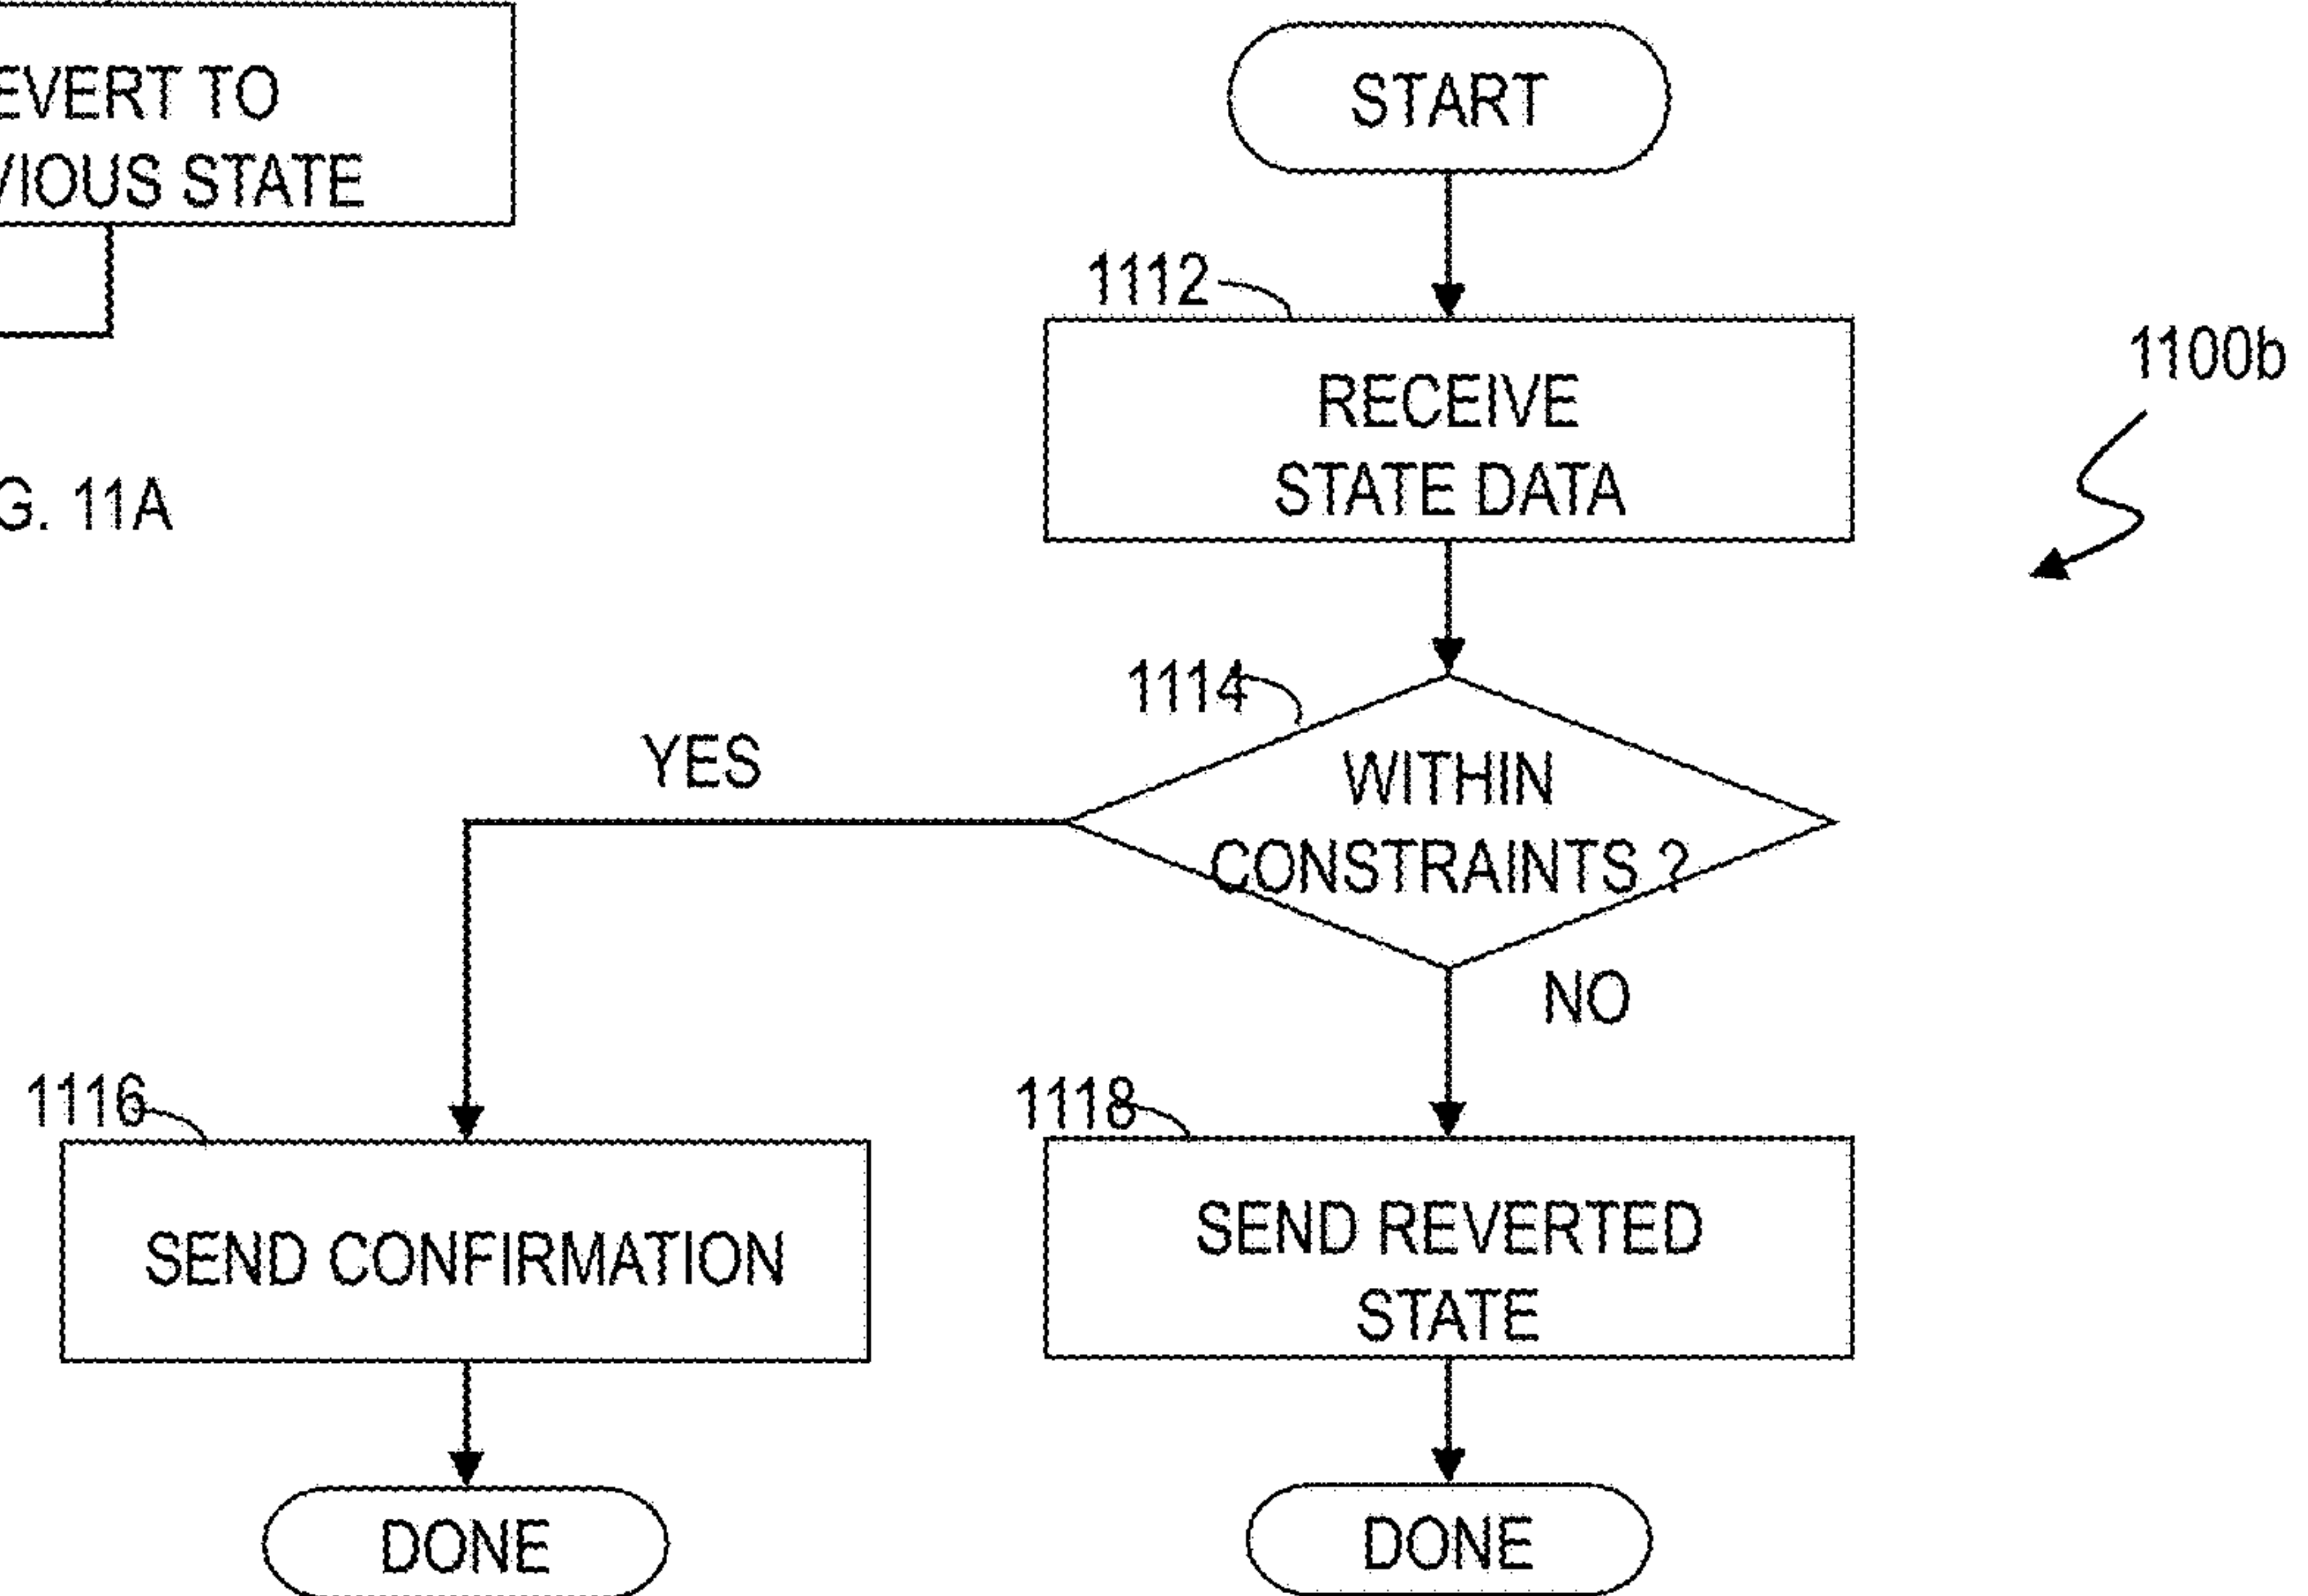 EVERT TO
VIOUS STATE
G. 11A
START
1112
RECEIVE
STATE DATA
1100b
1114
WITHIN
CONSTRAINTS ?
YES
NO
1116
SEND CONFIRMATION
DONE
1118
SEND REVERTED
STATE
DONE